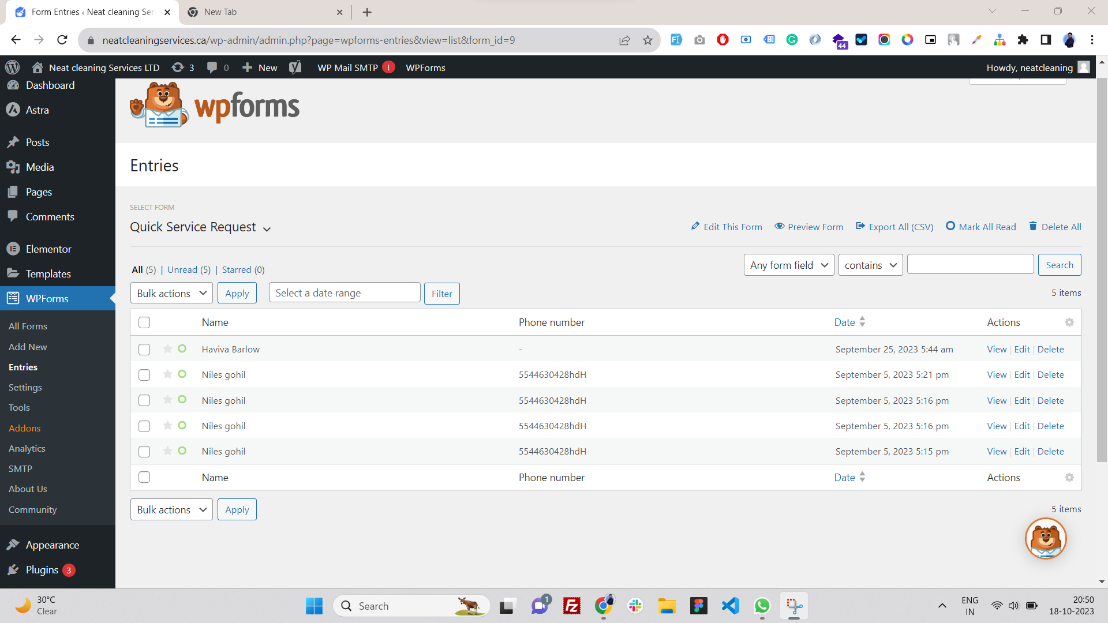 Form Entries ‹ Neat cleaning Ser
New Tab
neatcleaningservices.ca/wp-admin/admin.php?page=wpforms-entries&view=list&form_id=9
44
Neat cleaning Services LTD 3 0 New WP Mail SMTP 1 WPForms Howdy, neatcleaning
Dashboard
Astra
Posts
Media
Pages
Comments
Elementor
Templates
WPForms
All Forms
Add New
Entries
Settings
Tools
Addons
Analytics
SMTP
About Us
Community
Appearance
Plugins 3
wpforms
Entries
SELECT FORM
Quick Service Request
Edit This Form Preview Form Export All (CSV) Mark All Read Delete All
All (5) | Unread (5) | Starred (0)
Any form field contains Search
Bulk actions Apply Select a date range Filter 5 items
Name Phone number Date Actions
Haviva Barlow - September 25, 2023 5:44 am View | Edit | Delete
Niles gohil 5544630428hdH September 5, 2023 5:21 pm View | Edit | Delete
Niles gohil 5544630428hdH September 5, 2023 5:16 pm View | Edit | Delete
Niles gohil 5544630428hdH September 5, 2023 5:16 pm View | Edit | Delete
Niles gohil 5544630428hdH September 5, 2023 5:15 pm View | Edit | Delete
Name Phone number Date Actions
Bulk actions Apply 5 items
30°C
Clear
Search
1
ENG
IN
20:50
18-10-2023